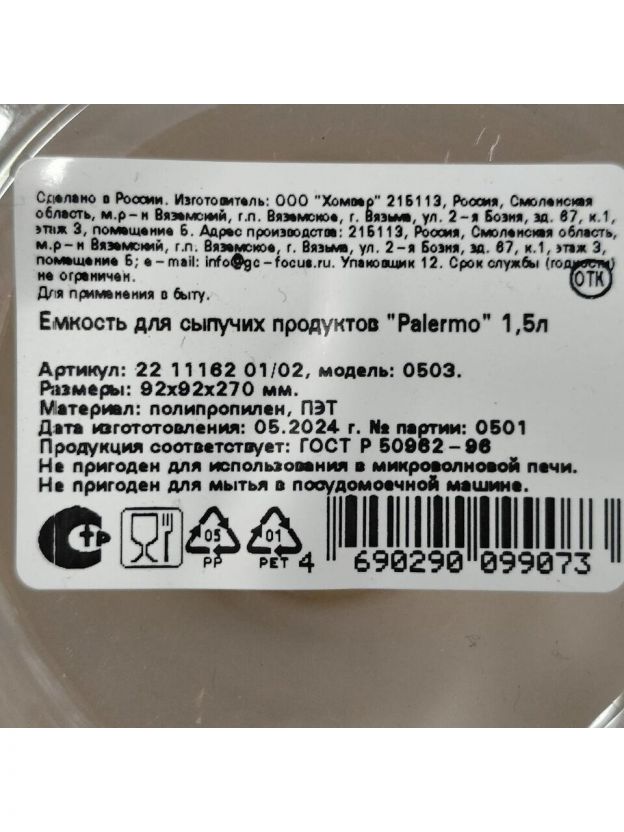 Сделано в России. Изготовитель: ООО "Хомвер" 215113, Россия, Смоленская
область, м.р-н Вяземский, г.п. Вяземское, г. Вязьма, ул. 2-я Бозня, зд. 67, к.1,
этаж 3, помещение Б; Адрес производства: 215113, Россия, Смоленская область,
м.р-н Вяземский, г.п. Вяземское, г. Вязьма, ул. 2-я Бозня, зд. 67, к.1, этаж 3,
помещение Б; e-mail: info@gc-focus.ru. Упаковщик 12. Срок службы (годности)
не ограничен.
ОТК
Для применения в быту.
Емкость для сыпучих продуктов "Palermo" 1,5л
Артикул: 22 11162 01/02, модель: 0503.
Размеры: 92х92х270 мм.
Материал: полипропилен, ПЭТ
Дата изготовления: 05.2024 г. № партии: 0501
Продукция соответствует: ГОСТ Р 50962-96
Не пригоден для использования в микроволновой печи.
Не пригоден для мытья в посудомоечной машине.
05 01
PP PET
4 690290 099073